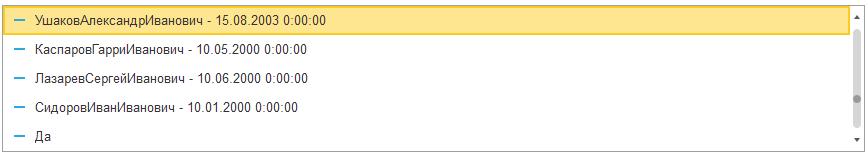 УшаковАлександрИванович - 15.08.2003 0:00:00
КаспаровГарриИванович - 10.05.2000 0:00:00
ЛазаревСергейИванович - 10.06.2000 0:00:00
СидоровИванИванович - 10.01.2000 0:00:00
Да